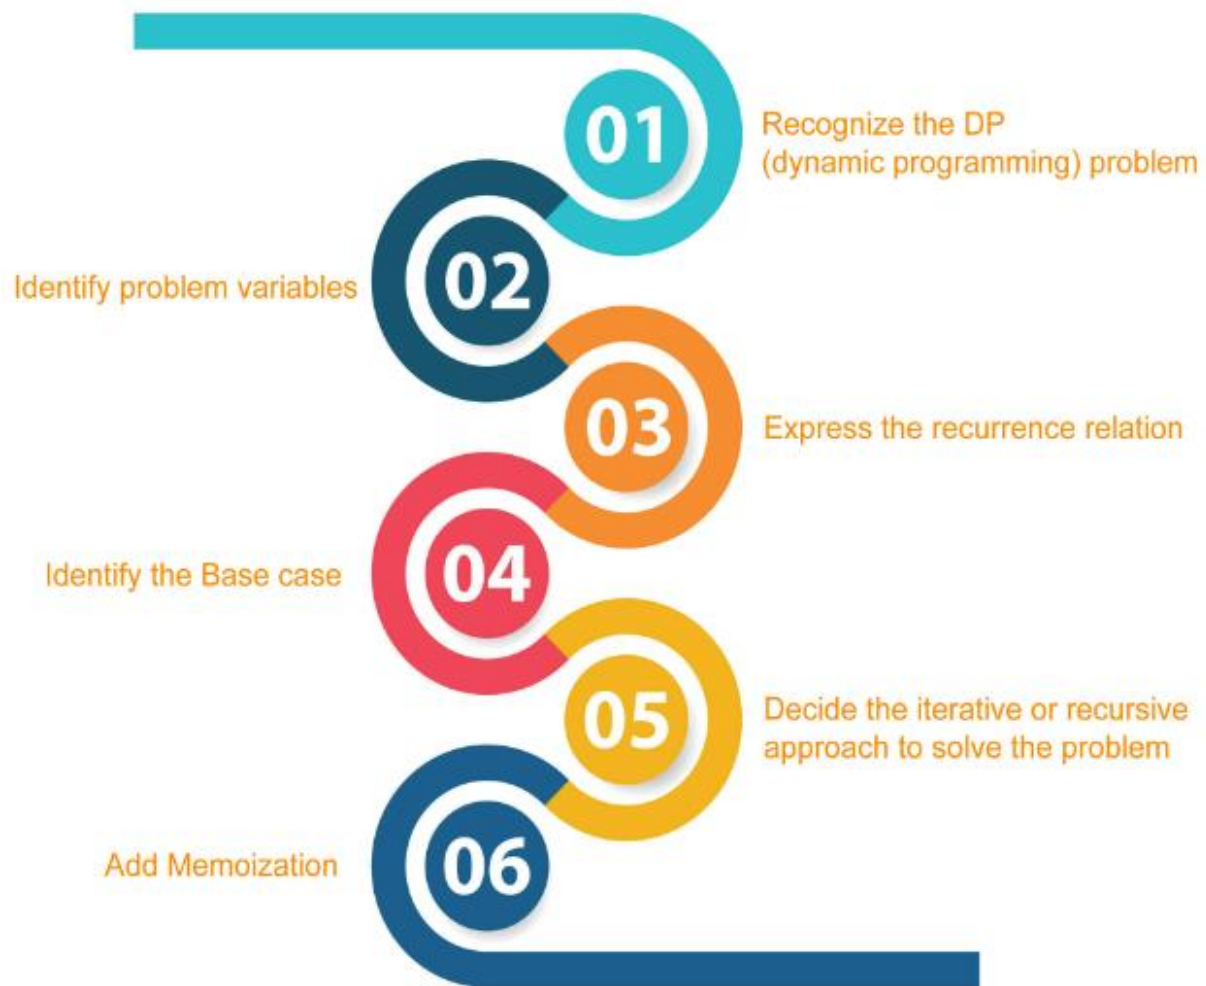 01
Recognize the DP
(dynamic programming) problem
02
Identify problem variables
03
Express the recurrence relation
04
Identify the Base case
05
Decide the iterative or recursive
approach to solve the problem
06
Add Memoization